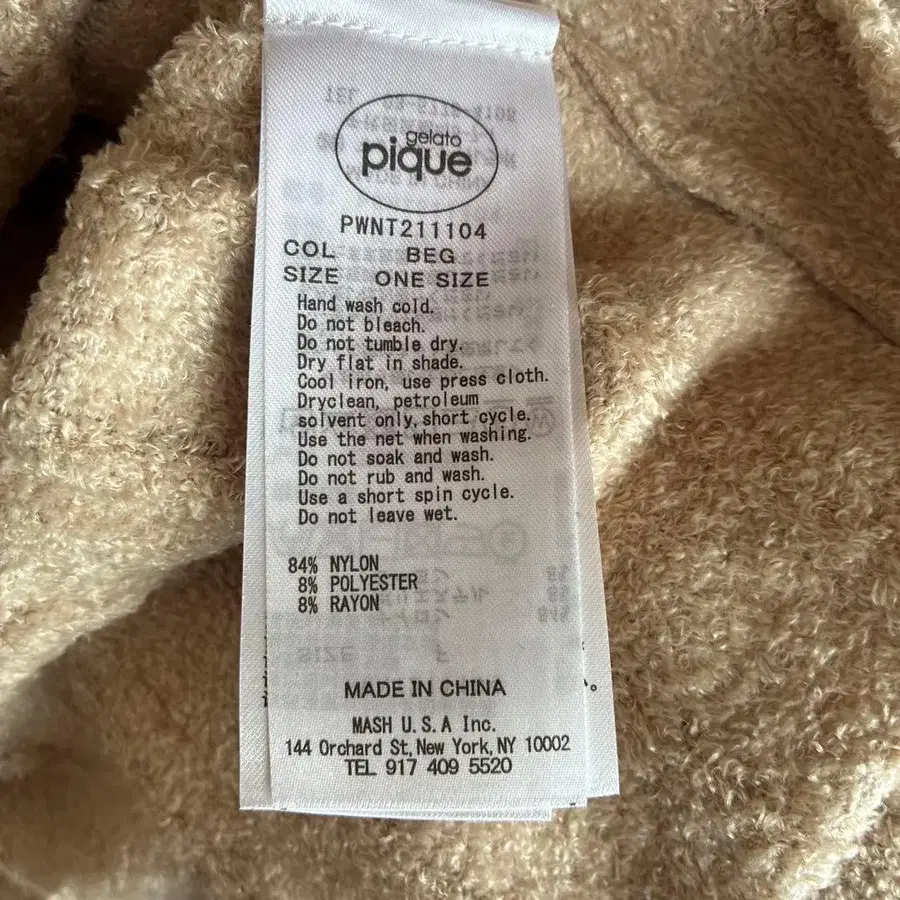 gelato
pique
PWNT211104
COL BEG
SIZE ONE SIZE
Hand wash cold.
Do not bleach.
Do not tumble dry.
Dry flat in shade.
Cool iron, use press cloth.
Dryclean, petroleum
solvent only, short cycle.
Use the net when washing.
Do not soak and wash.
Do not rub and wash.
Use a short spin cycle.
Do not leave wet.
84% NYLON
8% POLYESTER
8% RAYON
MADE IN CHINA
MASH U.S.A Inc.
144 Orchard St, New York, NY 10002
TEL 917 409 5520